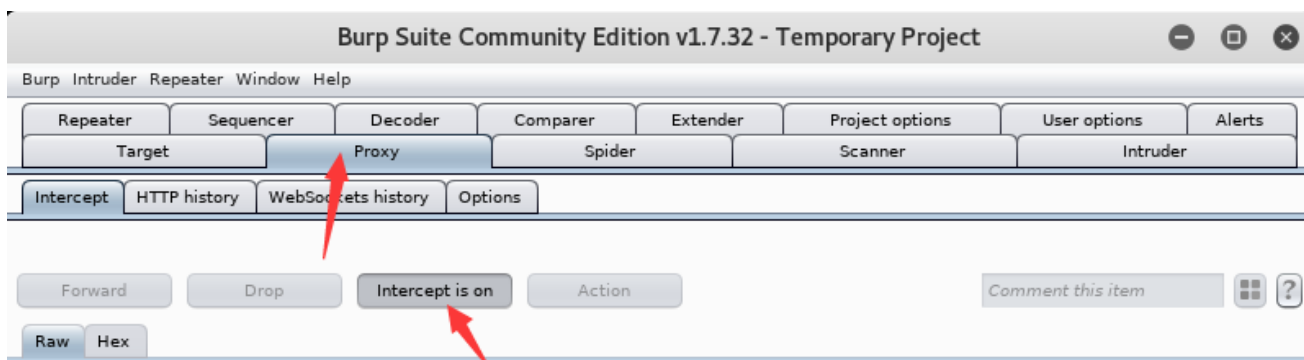 Burp Suite Community Edition v1.7.32 - Temporary Project
Burp Intruder Repeater Window Help
Repeater Sequencer Decoder Comparer Extender Project options User options Alerts
Target Proxy Spider Scanner Intruder
Intercept HTTP history WebSockets history Options
Forward Drop Intercept is on Action Comment this item ?
Raw Hex